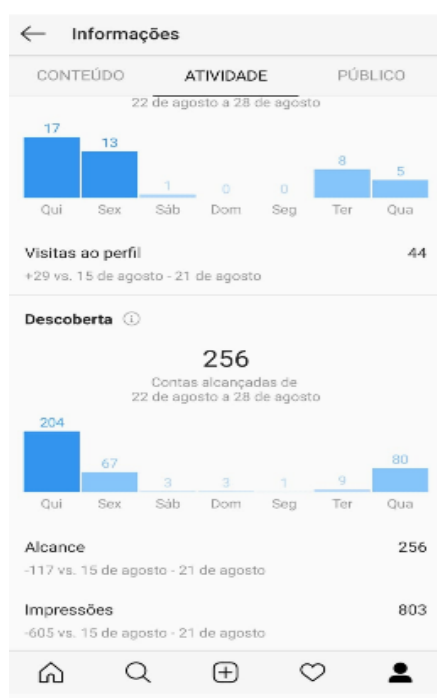 Informações
CONTEÚDO ATIVIDADE PÚBLICO
22 de agosto a 28 de agosto
17 13 1 0 0 8 5
Qui Sex Sáb Dom Seg Ter Qua
Visitas ao perfil 44
+29 vs. 15 de agosto - 21 de agosto
Descoberta
256
Contas alcançadas de
22 de agosto a 28 de agosto
204 67 3 3 1 9 80
Qui Sex Sáb Dom Seg Ter Qua
Alcance 256
-117 vs. 15 de agosto - 21 de agosto
Impressões 803
-605 vs. 15 de agosto - 21 de agosto